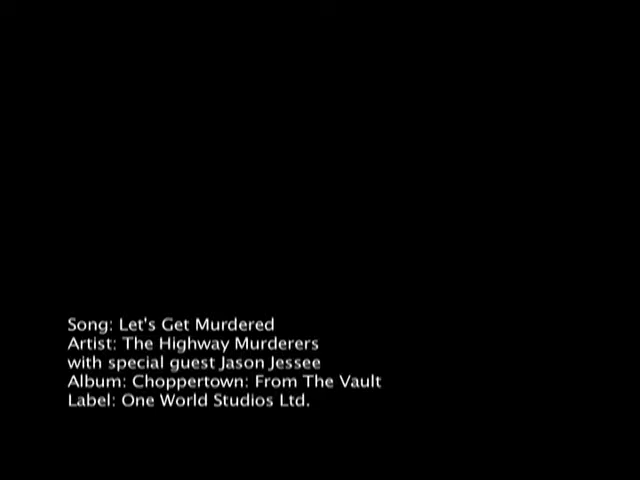 Song: Let's Get Murdered
Artist: The Highway Murderers
with special guest Jason Jessee
Album: Choppertown: From The Vault
Label: One World Studios Ltd.